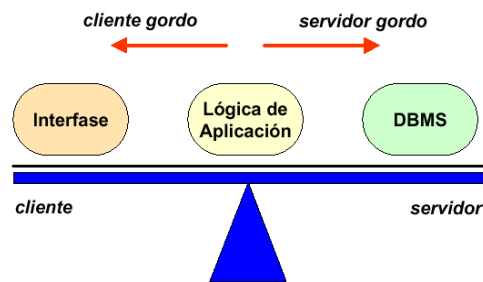 cliente gordo
servidor gordo
Interfase
Lógica de
Aplicación
DBMS
cliente
servidor